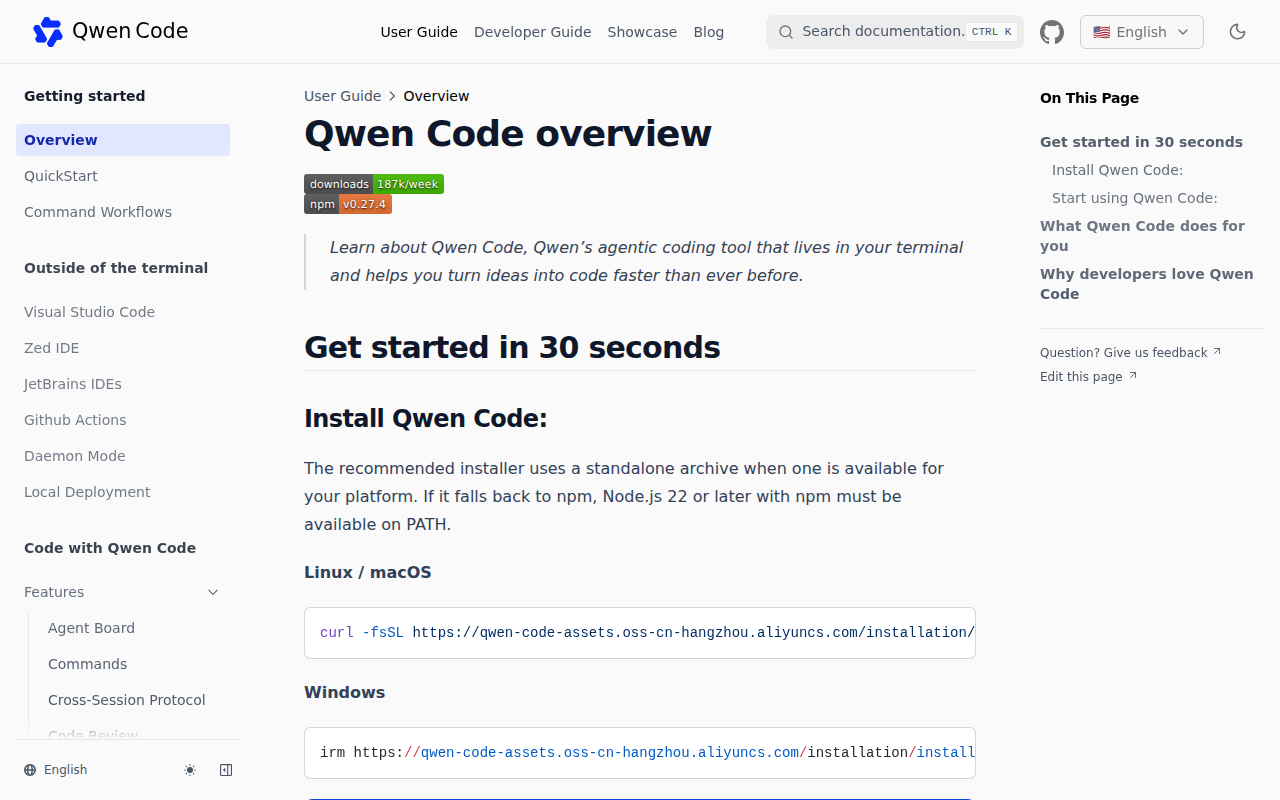 Qwen Code
User Guide
Developer Guide
Showcase
Blog
Search documentation.
CTRL K
English
Getting started
Overview
QuickStart
Command Workflows
Outside of the terminal
Visual Studio Code
Zed IDE
JetBrains IDEs
Github Actions
Daemon Mode
Local Deployment
Code with Qwen Code
Features
Agent Board
Commands
Cross-Session Protocol
Code Review
English
User Guide > Overview
Qwen Code overview
downloads 187k/week
npm v0.27.4
Learn about Qwen Code, Qwen’s agentic coding tool that lives in your terminal
and helps you turn ideas into code faster than ever before.
Get started in 30 seconds
Install Qwen Code:
The recommended installer uses a standalone archive when one is available for
your platform. If it falls back to npm, Node.js 22 or later with npm must be
available on PATH.
Linux / macOS
curl -fsSL https://qwen-code-assets.oss-cn-hangzhou.aliyuncs.com/installation/
Windows
irm https://qwen-code-assets.oss-cn-hangzhou.aliyuncs.com/installation/install
On This Page
Get started in 30 seconds
Install Qwen Code:
Start using Qwen Code:
What Qwen Code does for
you
Why developers love Qwen
Code
Question? Give us feedback
Edit this page